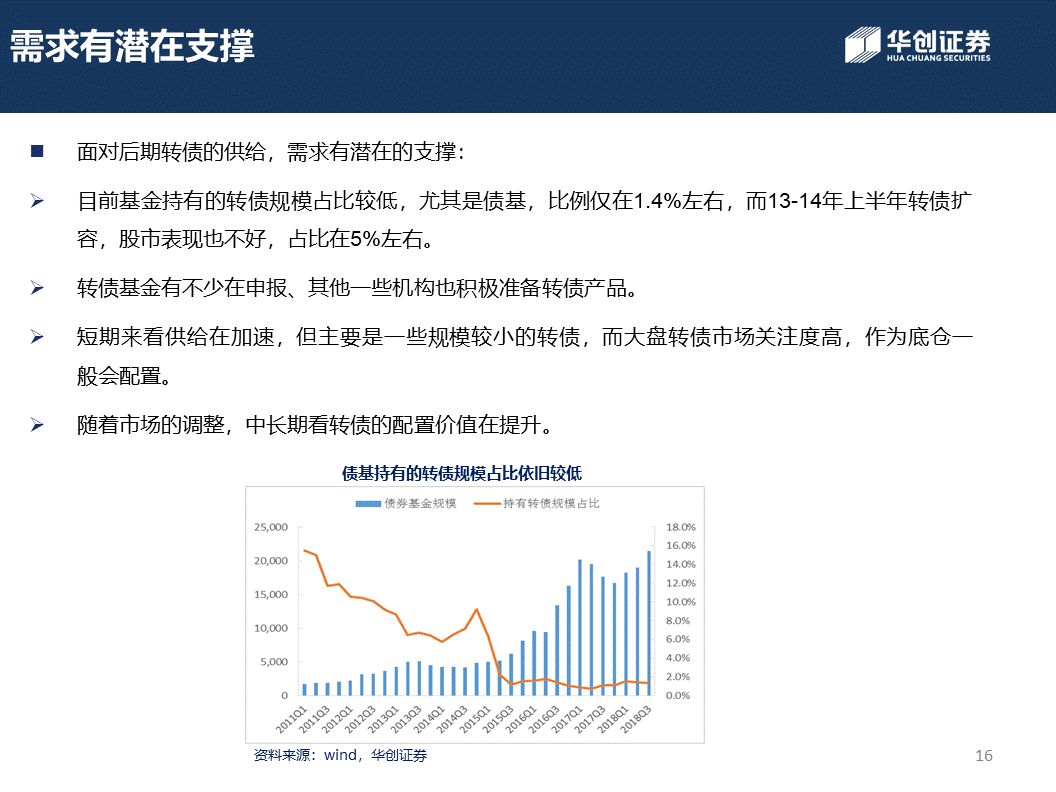 需求有潜在支撑
华创证券
HUA CHUANG SECURITIES
面对后期转债的供给，需求有潜在的支撑：
目前基金持有的转债规模占比较低，尤其是债基，比例仅在1.4%左右，而13-14年上半年转债扩
容，股市表现也不好，占比在5%左右。
转债基金有不少在申报、其他一些机构也积极准备转债产品。
短期来看供给在加速，但主要是一些规模较小的转债，而大盘转债市场关注度高，作为底仓一
般会配置。
随着市场的调整，中长期看转债的配置价值在提升。
债基持有的转债规模占比依旧较低
债券基金规模 持有转债规模占比
25,000 18.0%
16.0%
20,000 14.0%
12.0%
15,000
10.0%
10,000 8.0%
6.0%
5,000 4.0%
2.0%
0 0.0%
2011Q1 2011Q3 2012Q1 2012Q3 2013Q1 2013Q3 2014Q1 2014Q3 2015Q1 2015Q3 2016Q1 2016Q3 2017Q1 2017Q3 2018Q1 2018Q3
资料来源：wind，华创证券
16